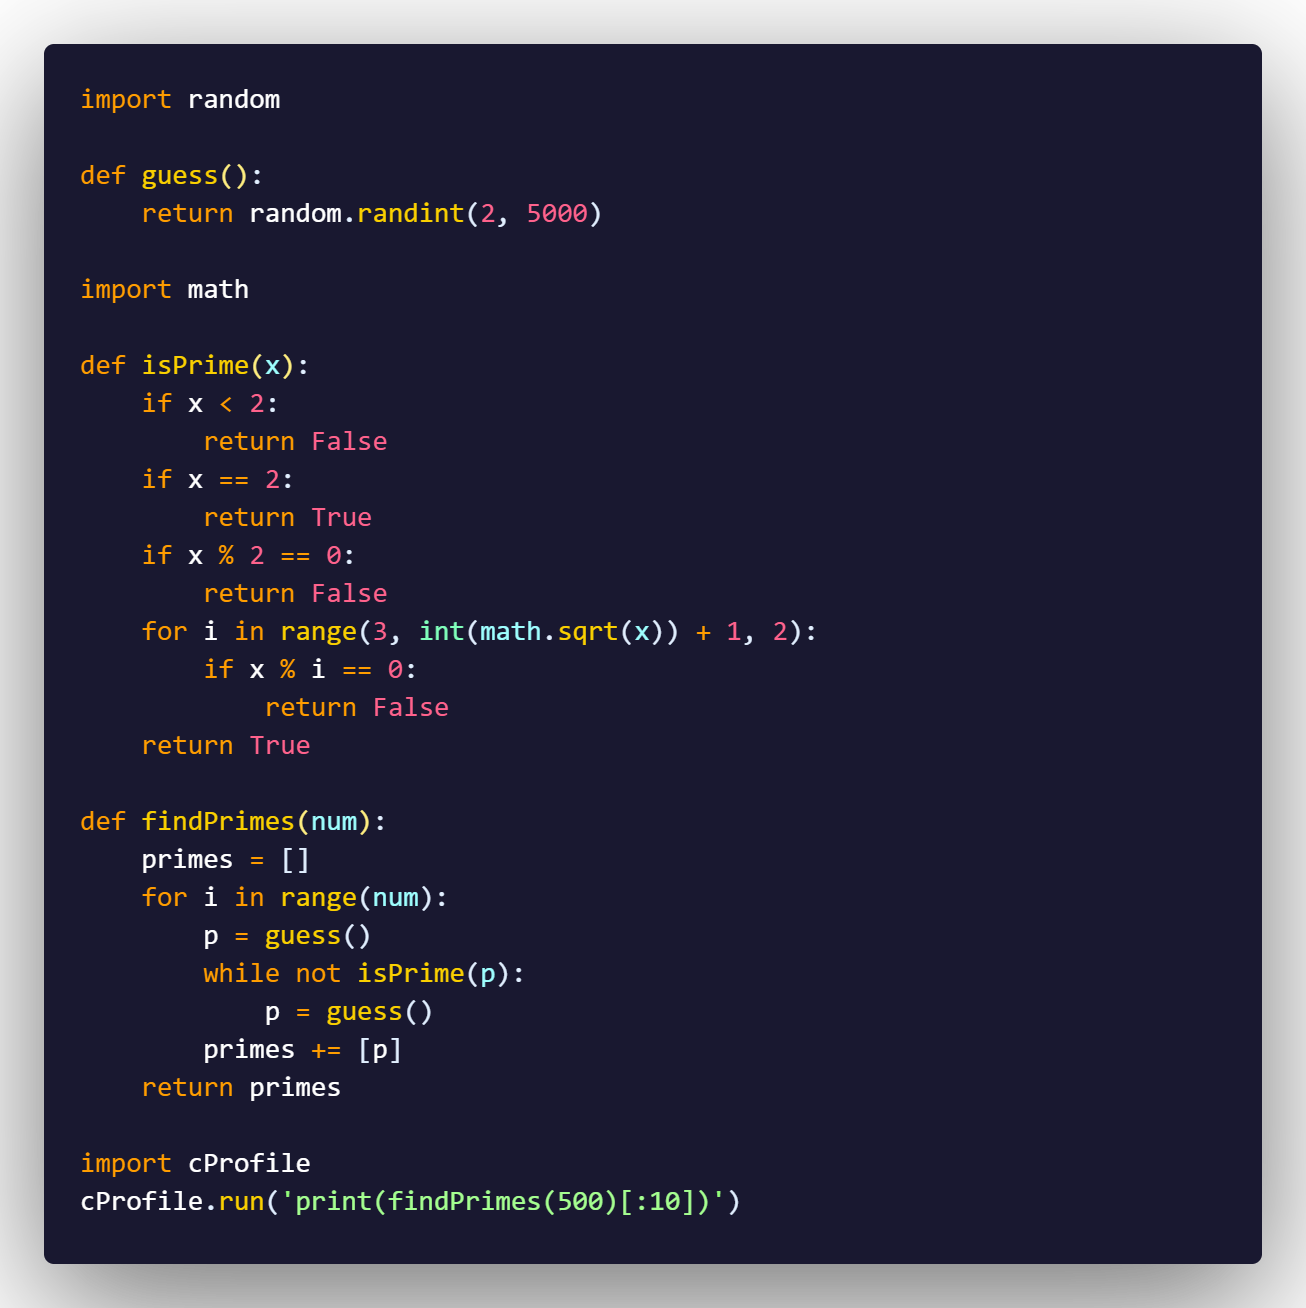 import random

def guess():
    return random.randint(2, 5000)

import math

def isPrime(x):
    if x < 2:
        return False
    if x == 2:
        return True
    if x % 2 == 0:
        return False
    for i in range(3, int(math.sqrt(x)) + 1, 2):
        if x % i == 0:
            return False
    return True

def findPrimes(num):
    primes = []
    for i in range(num):
        p = guess()
        while not isPrime(p):
            p = guess()
        primes += [p]
    return primes

import cProfile
cProfile.run('print(findPrimes(500)[:10])')